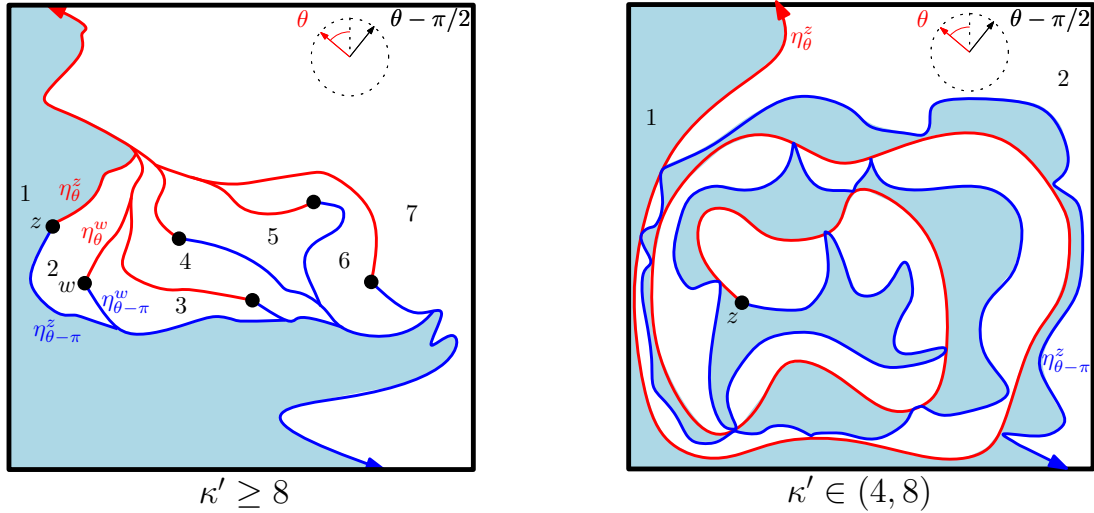 θ
θ − π/2
1
η_θ^z
z
η_θ^w
2
w
η_{θ−π}^w
η_{θ−π}^z
3
4
5
6
7
κ′ ≥ 8
θ
θ − π/2
η_θ^z
1
2
z
η_{θ−π}^z
κ′ ∈ (4, 8)